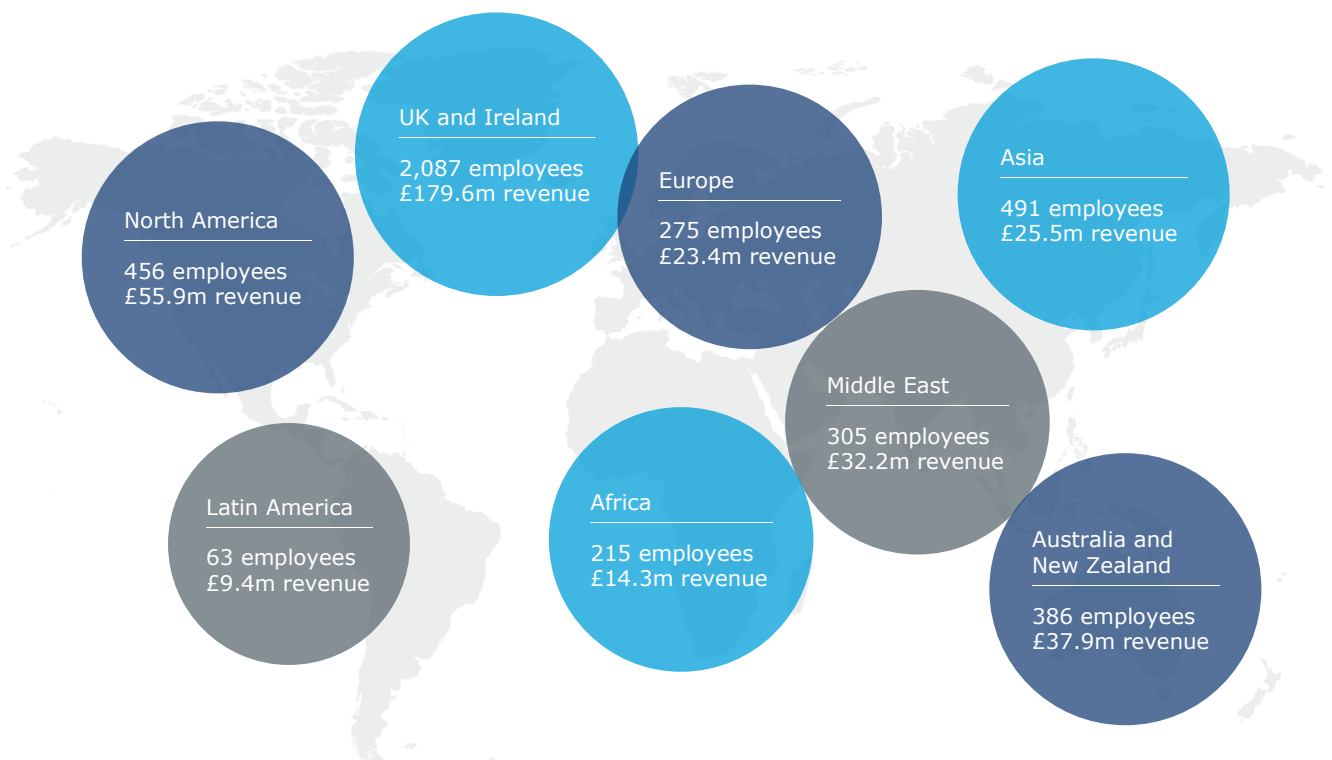 UK and Ireland
2,087 employees
£179.6m revenue
North America
456 employees
£55.9m revenue
Europe
275 employees
£23.4m revenue
Asia
491 employees
£25.5m revenue
Latin America
63 employees
£9.4m revenue
Africa
215 employees
£14.3m revenue
Middle East
305 employees
£32.2m revenue
Australia and
New Zealand
386 employees
£37.9m revenue